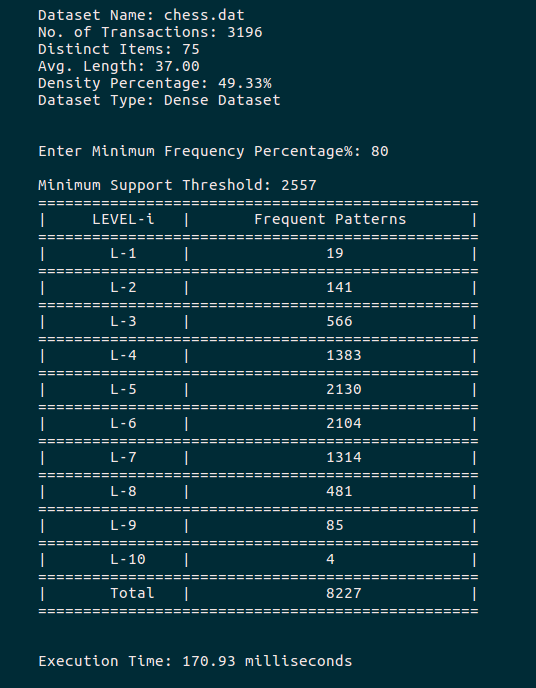 Dataset Name: chess.dat
No. of Transactions: 3196
Distinct Items: 75
Avg. Length: 37.00
Density Percentage: 49.33%
Dataset Type: Dense Dataset
Enter Minimum Frequency Percentage%: 80
Minimum Support Threshold: 2557
=================================================
| LEVEL-i | Frequent Patterns |
=================================================
| L-1 | 19 |
=================================================
| L-2 | 141 |
=================================================
| L-3 | 566 |
=================================================
| L-4 | 1383 |
=================================================
| L-5 | 2130 |
=================================================
| L-6 | 2104 |
=================================================
| L-7 | 1314 |
=================================================
| L-8 | 481 |
=================================================
| L-9 | 85 |
=================================================
| L-10 | 4 |
=================================================
| Total | 8227 |
=================================================
Execution Time: 170.93 milliseconds